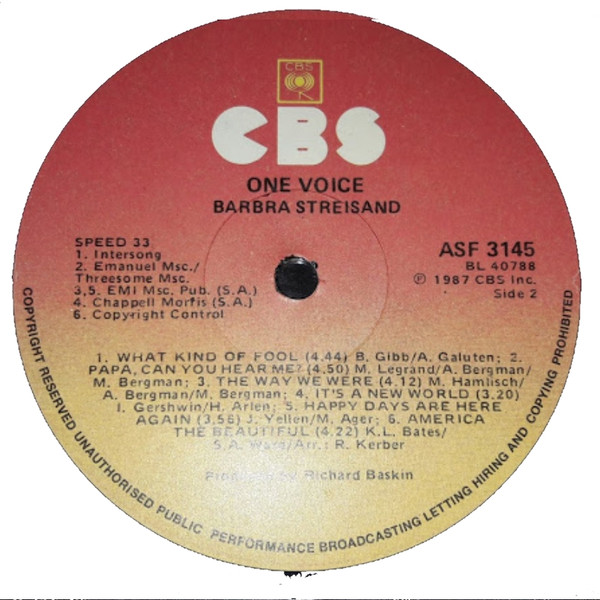 CBS
CBS
ONE VOICE
BARBRA STREISAND
SPEED 33
1. Intersong
2. Emanuel Msc./
Threesome Msc.
3,5. EMI Msc. Pub. (S.A.)
4. Chappell Morris (S.A.)
6. Copyright Control
ASF 3145
BL 40788
℗ 1987 CBS Inc.
Side 2
1. WHAT KIND OF FOOL (4.44) B. Gibb/A. Galuten; 2.
PAPA, CAN YOU HEAR ME? (4.50) M. Legrand/A. Bergman/
M. Bergman; 3. THE WAY WE WERE (4.12) M. Hamlisch/
A. Bergman/M. Bergman; 4. IT'S A NEW WORLD (3.20)
I. Gershwin/H. Arlen; 5. HAPPY DAYS ARE HERE
AGAIN (3,56) J. Yellen/M. Ager; 6. AMERICA
THE BEAUTIFUL (4.22) K.L. Bates/
S.A. Ward/Arr.: R. Kerber
Produced by Richard Baskin
COPYRIGHT RESERVED UNAUTHORISED PUBLIC PERFORMANCE BROADCASTING LETTING HIRING AND COPYING PROHIBITED